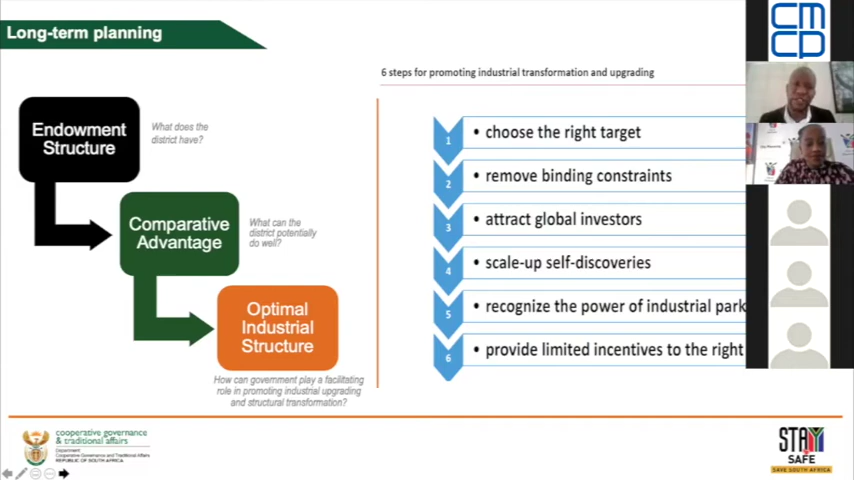 Long-term planning
Endowment
Structure
What does the
district have?
Comparative
Advantage
What can the
district potentially
do well?
Optimal
Industrial
Structure
How can government play a facilitating
role in promoting industrial upgrading
and structural transformation?
6 steps for promoting industrial transformation and upgrading
1
• choose the right target
2
• remove binding constraints
3
• attract global investors
4
• scale-up self-discoveries
5
• recognize the power of industrial park
6
• provide limited incentives to the right
cmcp
cooperative governance
& traditional affairs
Department:
Cooperative Governance and Traditional Affairs
REPUBLIC OF SOUTH AFRICA
STAY
SAFE
SAVE SOUTH AFRICA